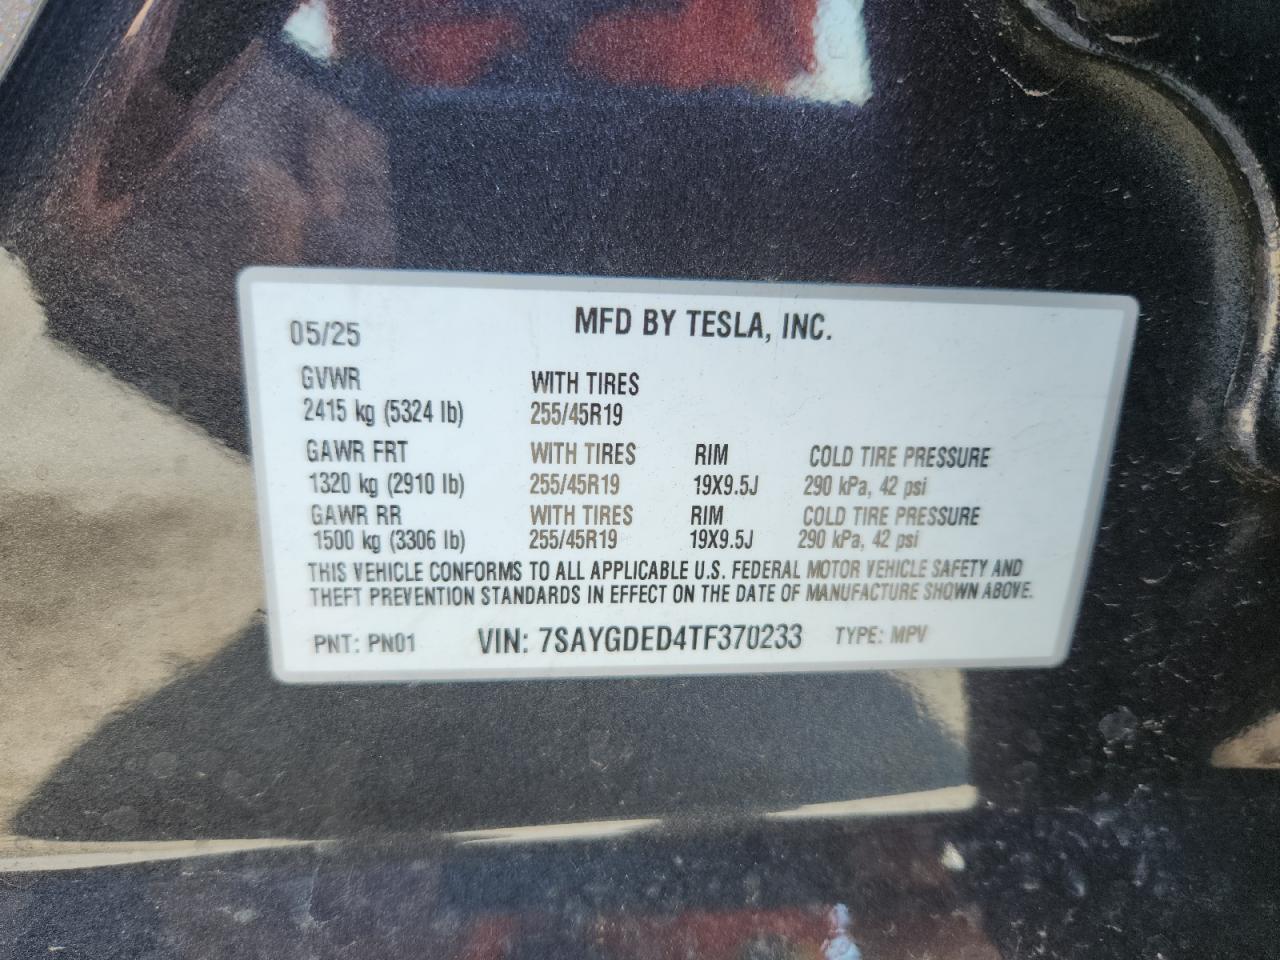 05/25 MFD BY TESLA, INC.
GVWR WITH TIRES
2415 kg (5324 lb) 255/45R19
GAWR FRT WITH TIRES RIM COLD TIRE PRESSURE
1320 kg (2910 lb) 255/45R19 19X9.5J 290 kPa, 42 psi
GAWR RR WITH TIRES RIM COLD TIRE PRESSURE
1500 kg (3306 lb) 255/45R19 19X9.5J 290 kPa, 42 psi
THIS VEHICLE CONFORMS TO ALL APPLICABLE U.S. FEDERAL MOTOR VEHICLE SAFETY AND
THEFT PREVENTION STANDARDS IN EFFECT ON THE DATE OF MANUFACTURE SHOWN ABOVE.
PNT: PN01 VIN: 7SAYGDED4TF370233 TYPE: MPV